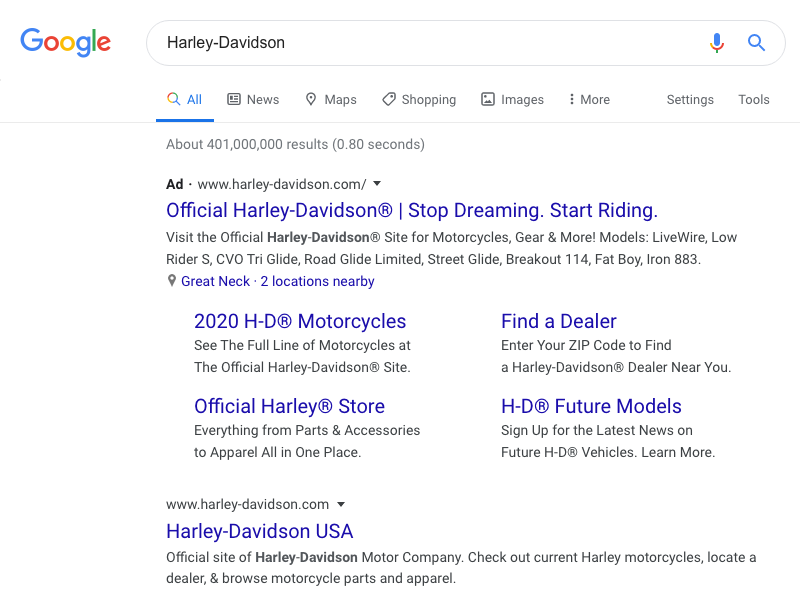 Google
Harley-Davidson
All News Maps Shopping Images More Settings Tools
About 401,000,000 results (0.80 seconds)
Ad · www.harley-davidson.com/
Official Harley-Davidson® | Stop Dreaming. Start Riding.
Visit the Official Harley-Davidson® Site for Motorcycles, Gear & More! Models: LiveWire, Low
Rider S, CVO Tri Glide, Road Glide Limited, Street Glide, Breakout 114, Fat Boy, Iron 883.
Great Neck · 2 locations nearby
2020 H-D® Motorcycles
See The Full Line of Motorcycles at
The Official Harley-Davidson® Site.
Find a Dealer
Enter Your ZIP Code to Find
a Harley-Davidson® Dealer Near You.
Official Harley® Store
Everything from Parts & Accessories
to Apparel All in One Place.
H-D® Future Models
Sign Up for the Latest News on
Future H-D® Vehicles. Learn More.
www.harley-davidson.com
Harley-Davidson USA
Official site of Harley-Davidson Motor Company. Check out current Harley motorcycles, locate a
dealer, & browse motorcycle parts and apparel.